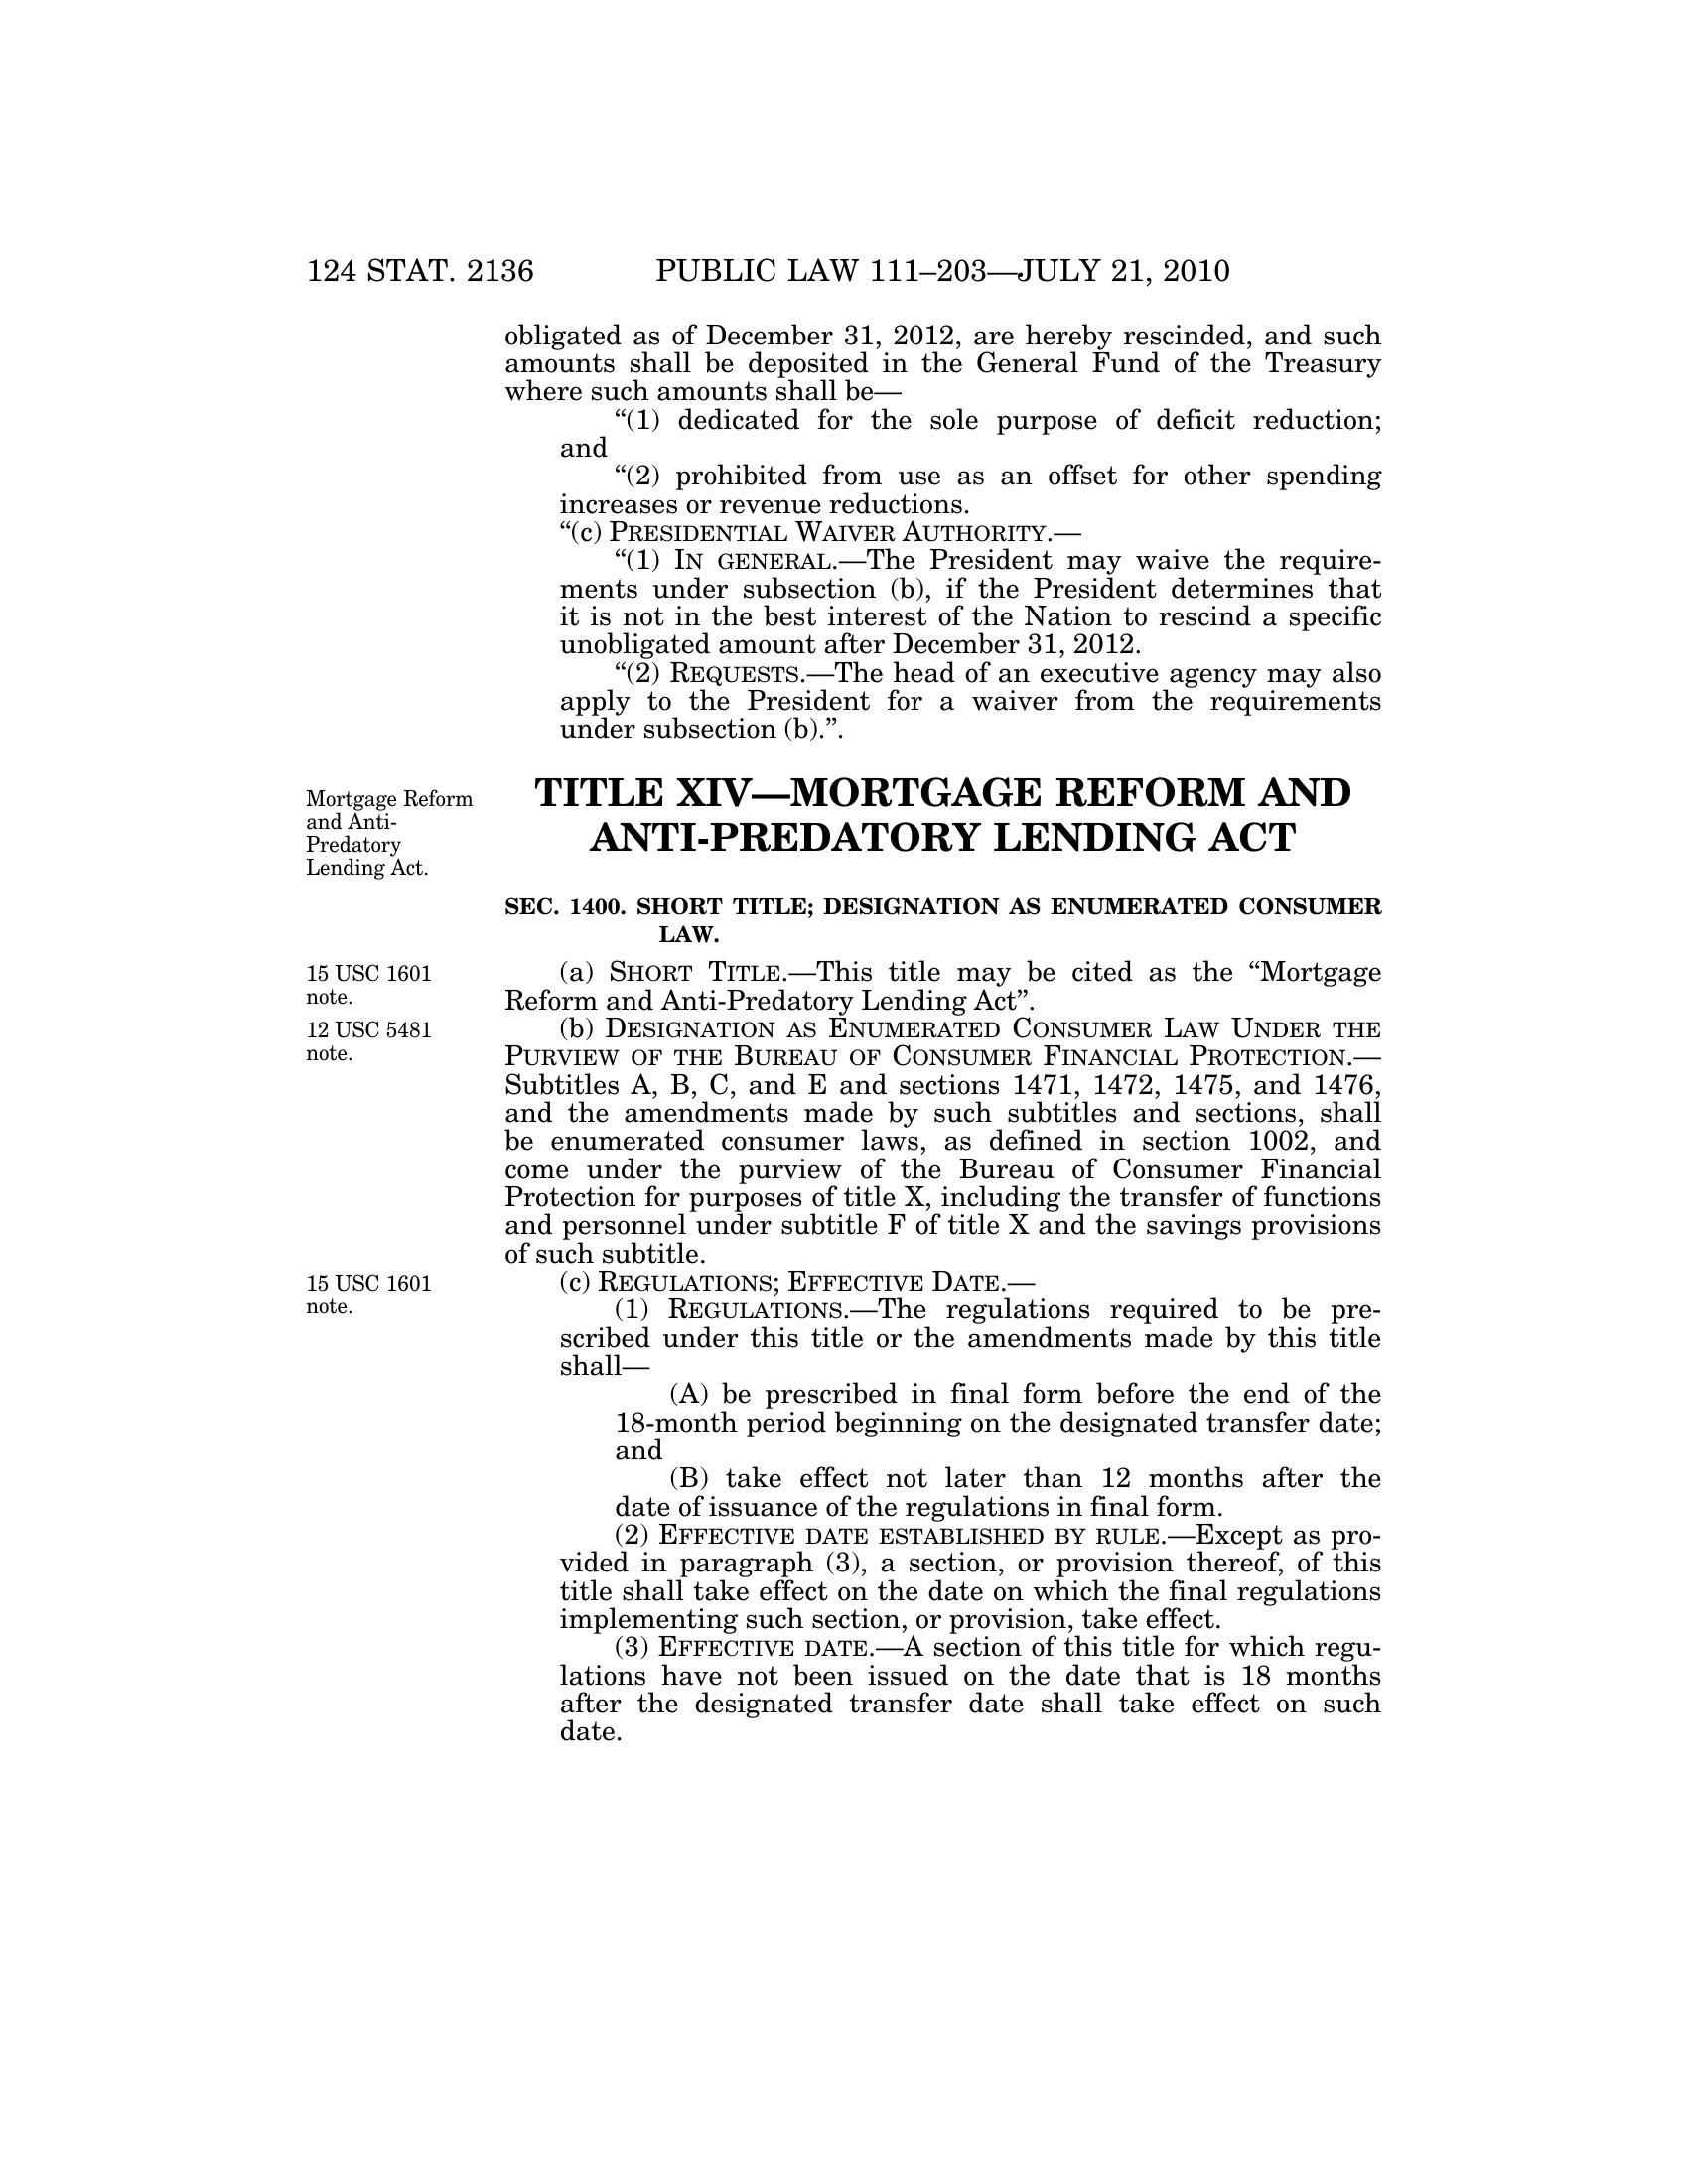 124 STAT. 2136
PUBLIC LAW 111–203—JULY 21, 2010
obligated as of December 31, 2012, are hereby rescinded, and such
amounts shall be deposited in the General Fund of the Treasury
where such amounts shall be—
“(1) dedicated for the sole purpose of deficit reduction;
and
“(2) prohibited from use as an offset for other spending
increases or revenue reductions.
“(c) PRESIDENTIAL WAIVER AUTHORITY.—
“(1) IN GENERAL.—The President may waive the require-
ments under subsection (b), if the President determines that
it is not in the best interest of the Nation to rescind a specific
unobligated amount after December 31, 2012.
“(2) REQUESTS.—The head of an executive agency may also
apply to the President for a waiver from the requirements
under subsection (b).”.
Mortgage Reform
and Anti-
Predatory
Lending Act.
TITLE XIV—MORTGAGE REFORM AND
ANTI-PREDATORY LENDING ACT
SEC. 1400. SHORT TITLE; DESIGNATION AS ENUMERATED CONSUMER
LAW.
15 USC 1601
note.
(a) SHORT TITLE.—This title may be cited as the “Mortgage
Reform and Anti-Predatory Lending Act”.
12 USC 5481
note.
(b) DESIGNATION AS ENUMERATED CONSUMER LAW UNDER THE
PURVIEW OF THE BUREAU OF CONSUMER FINANCIAL PROTECTION.—
Subtitles A, B, C, and E and sections 1471, 1472, 1475, and 1476,
and the amendments made by such subtitles and sections, shall
be enumerated consumer laws, as defined in section 1002, and
come under the purview of the Bureau of Consumer Financial
Protection for purposes of title X, including the transfer of functions
and personnel under subtitle F of title X and the savings provisions
of such subtitle.
15 USC 1601
note.
(c) REGULATIONS; EFFECTIVE DATE.—
(1) REGULATIONS.—The regulations required to be pre-
scribed under this title or the amendments made by this title
shall—
(A) be prescribed in final form before the end of the
18-month period beginning on the designated transfer date;
and
(B) take effect not later than 12 months after the
date of issuance of the regulations in final form.
(2) EFFECTIVE DATE ESTABLISHED BY RULE.—Except as pro-
vided in paragraph (3), a section, or provision thereof, of this
title shall take effect on the date on which the final regulations
implementing such section, or provision, take effect.
(3) EFFECTIVE DATE.—A section of this title for which regu-
lations have not been issued on the date that is 18 months
after the designated transfer date shall take effect on such
date.